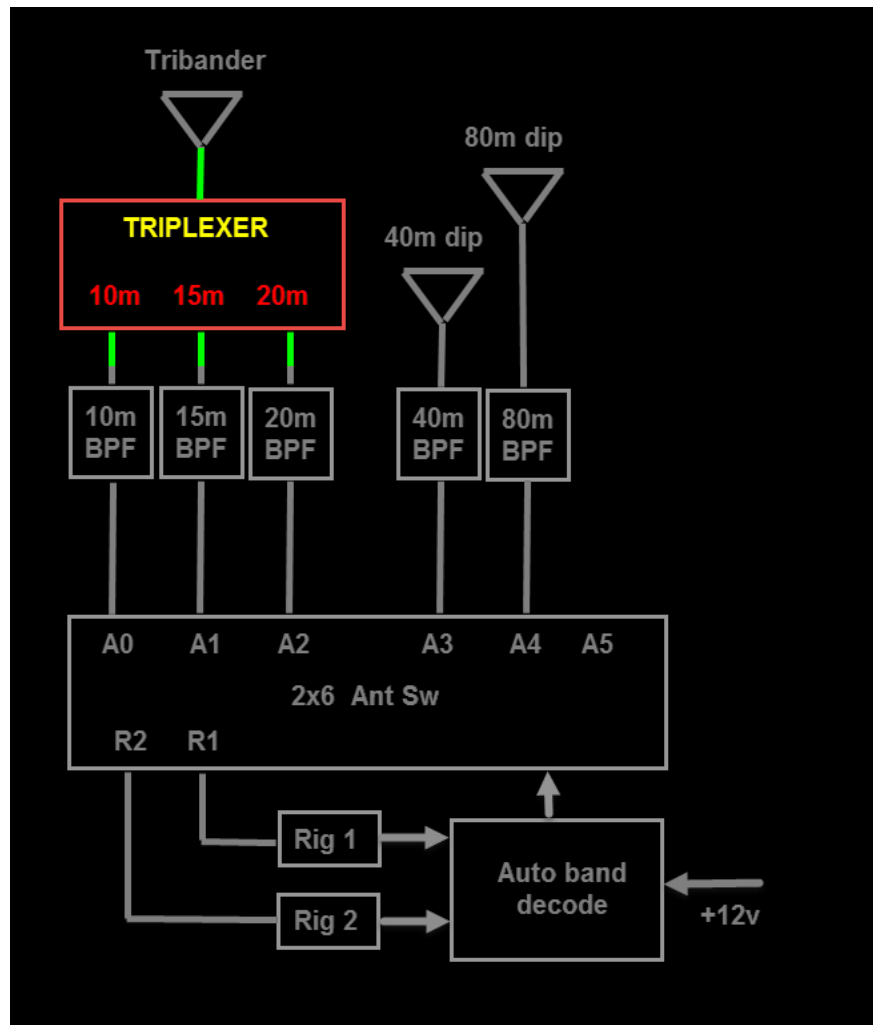 Tribander
80m dip
TRIPLEXER
40m dip
10m 15m 20m
10m
BPF
15m
BPF
20m
BPF
40m
BPF
80m
BPF
A0 A1 A2 A3 A4 A5
2x6 Ant Sw
R2 R1
Rig 1
Auto band
decode
Rig 2
+12v